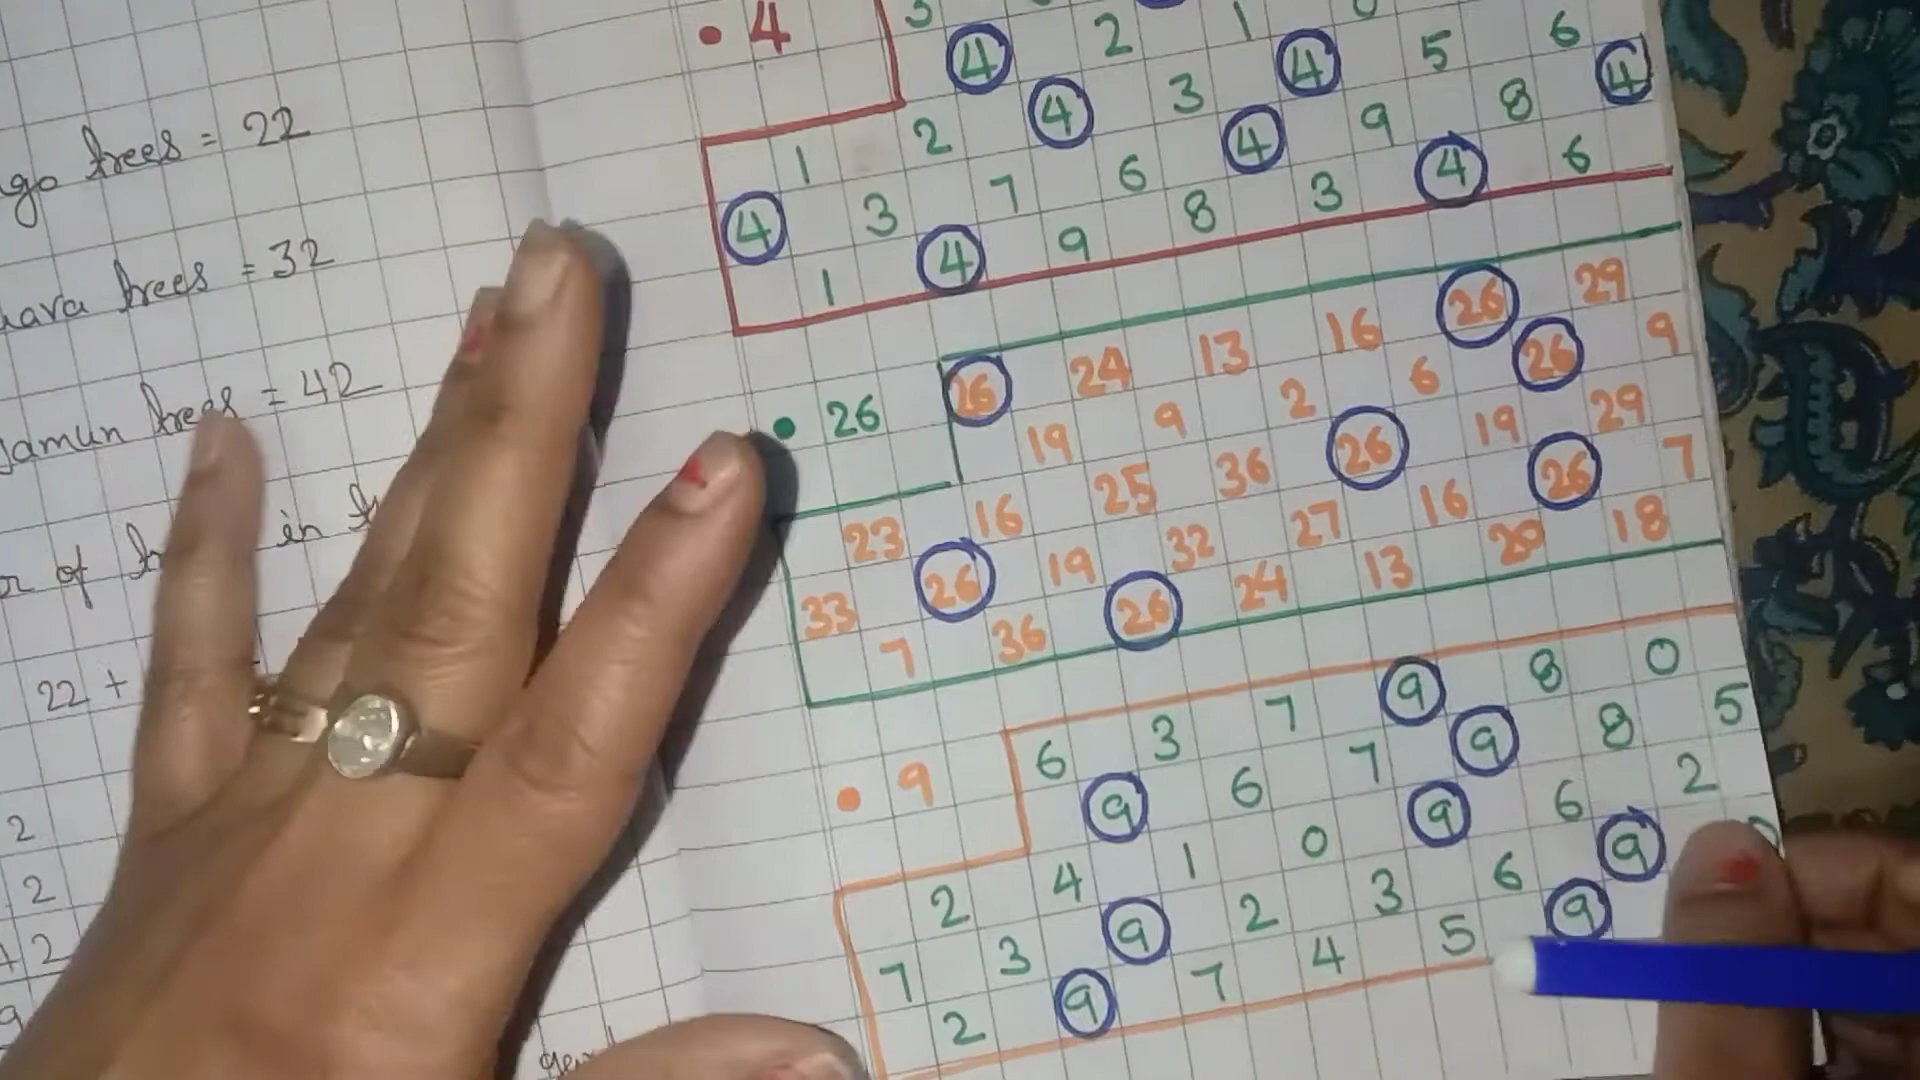 go trees = 22
ava trees = 32
Jamun trees = 42
of
in
22 +
2
2
2
• 4
4 2 1
4 5 6
1 2 4 3 4 9 8 4
4 3 7 6 8 3 4 6
1 4 9
• 26
26 24 13 16 26 29
19 9 2 6 26 9
23 16 25 36 26 19 29
33 26 19 32 27 16 26 7
7 36 26 24 13 20 18
• 9
6 3 7 9 8 0
9 6 7 9 8 5
2 4 1 0 9 6 2
7 3 9 2 3 6 9
2 9 7 4 5 9